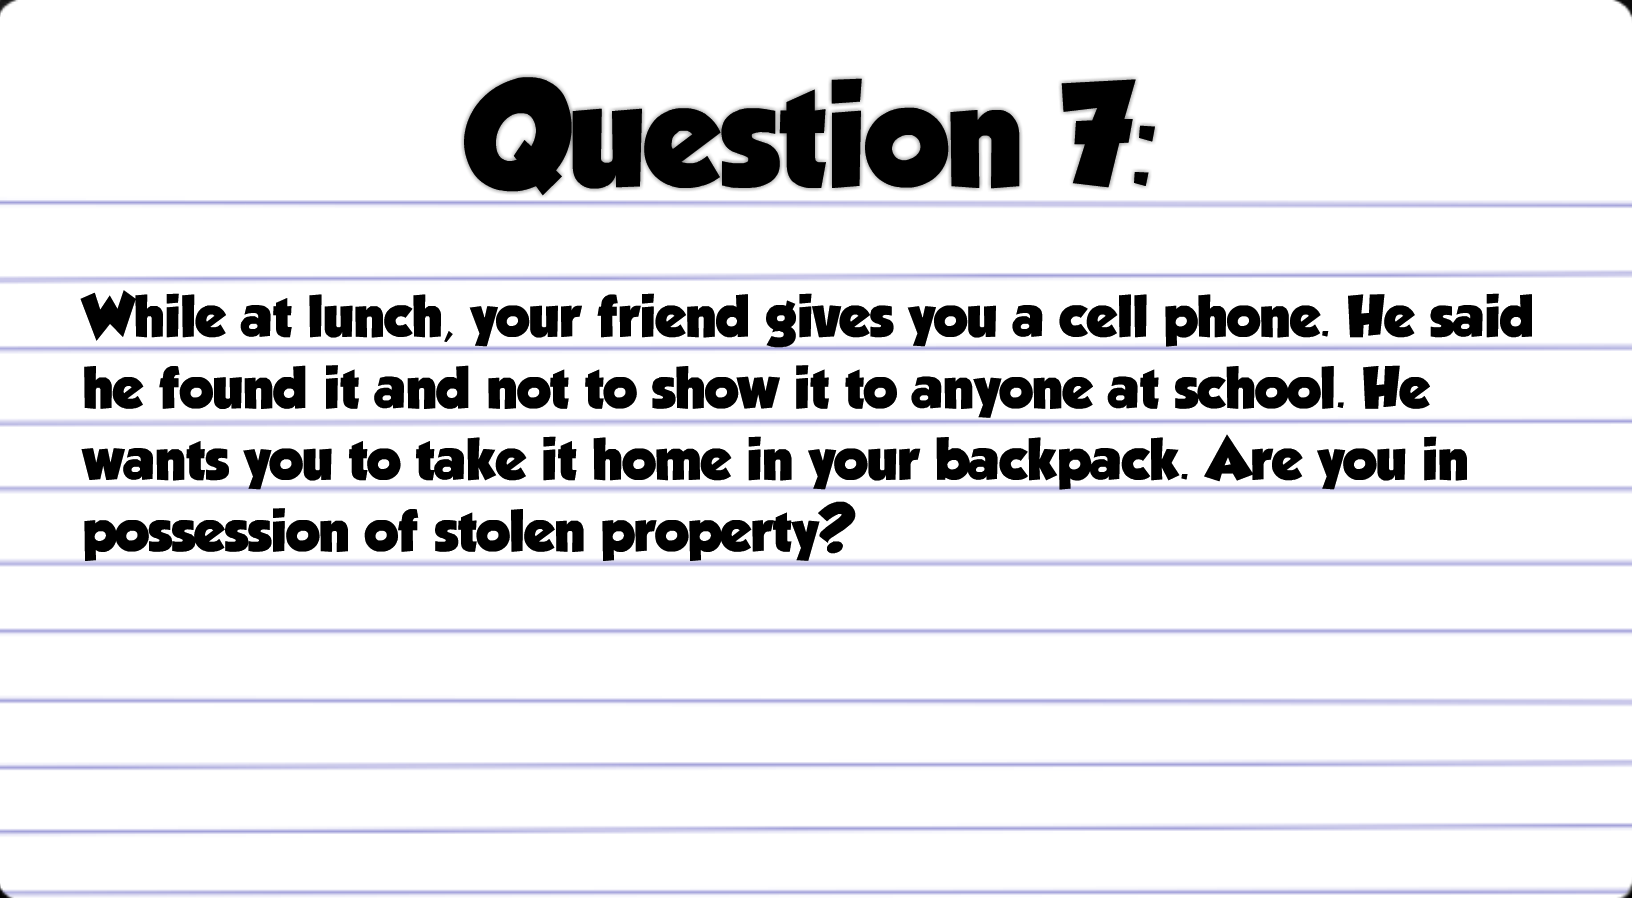 Question 7:
While at lunch, your friend gives you a cell phone. He said
he found it and not to show it to anyone at school. He
wants you to take it home in your backpack. Are you in
possession of stolen property?